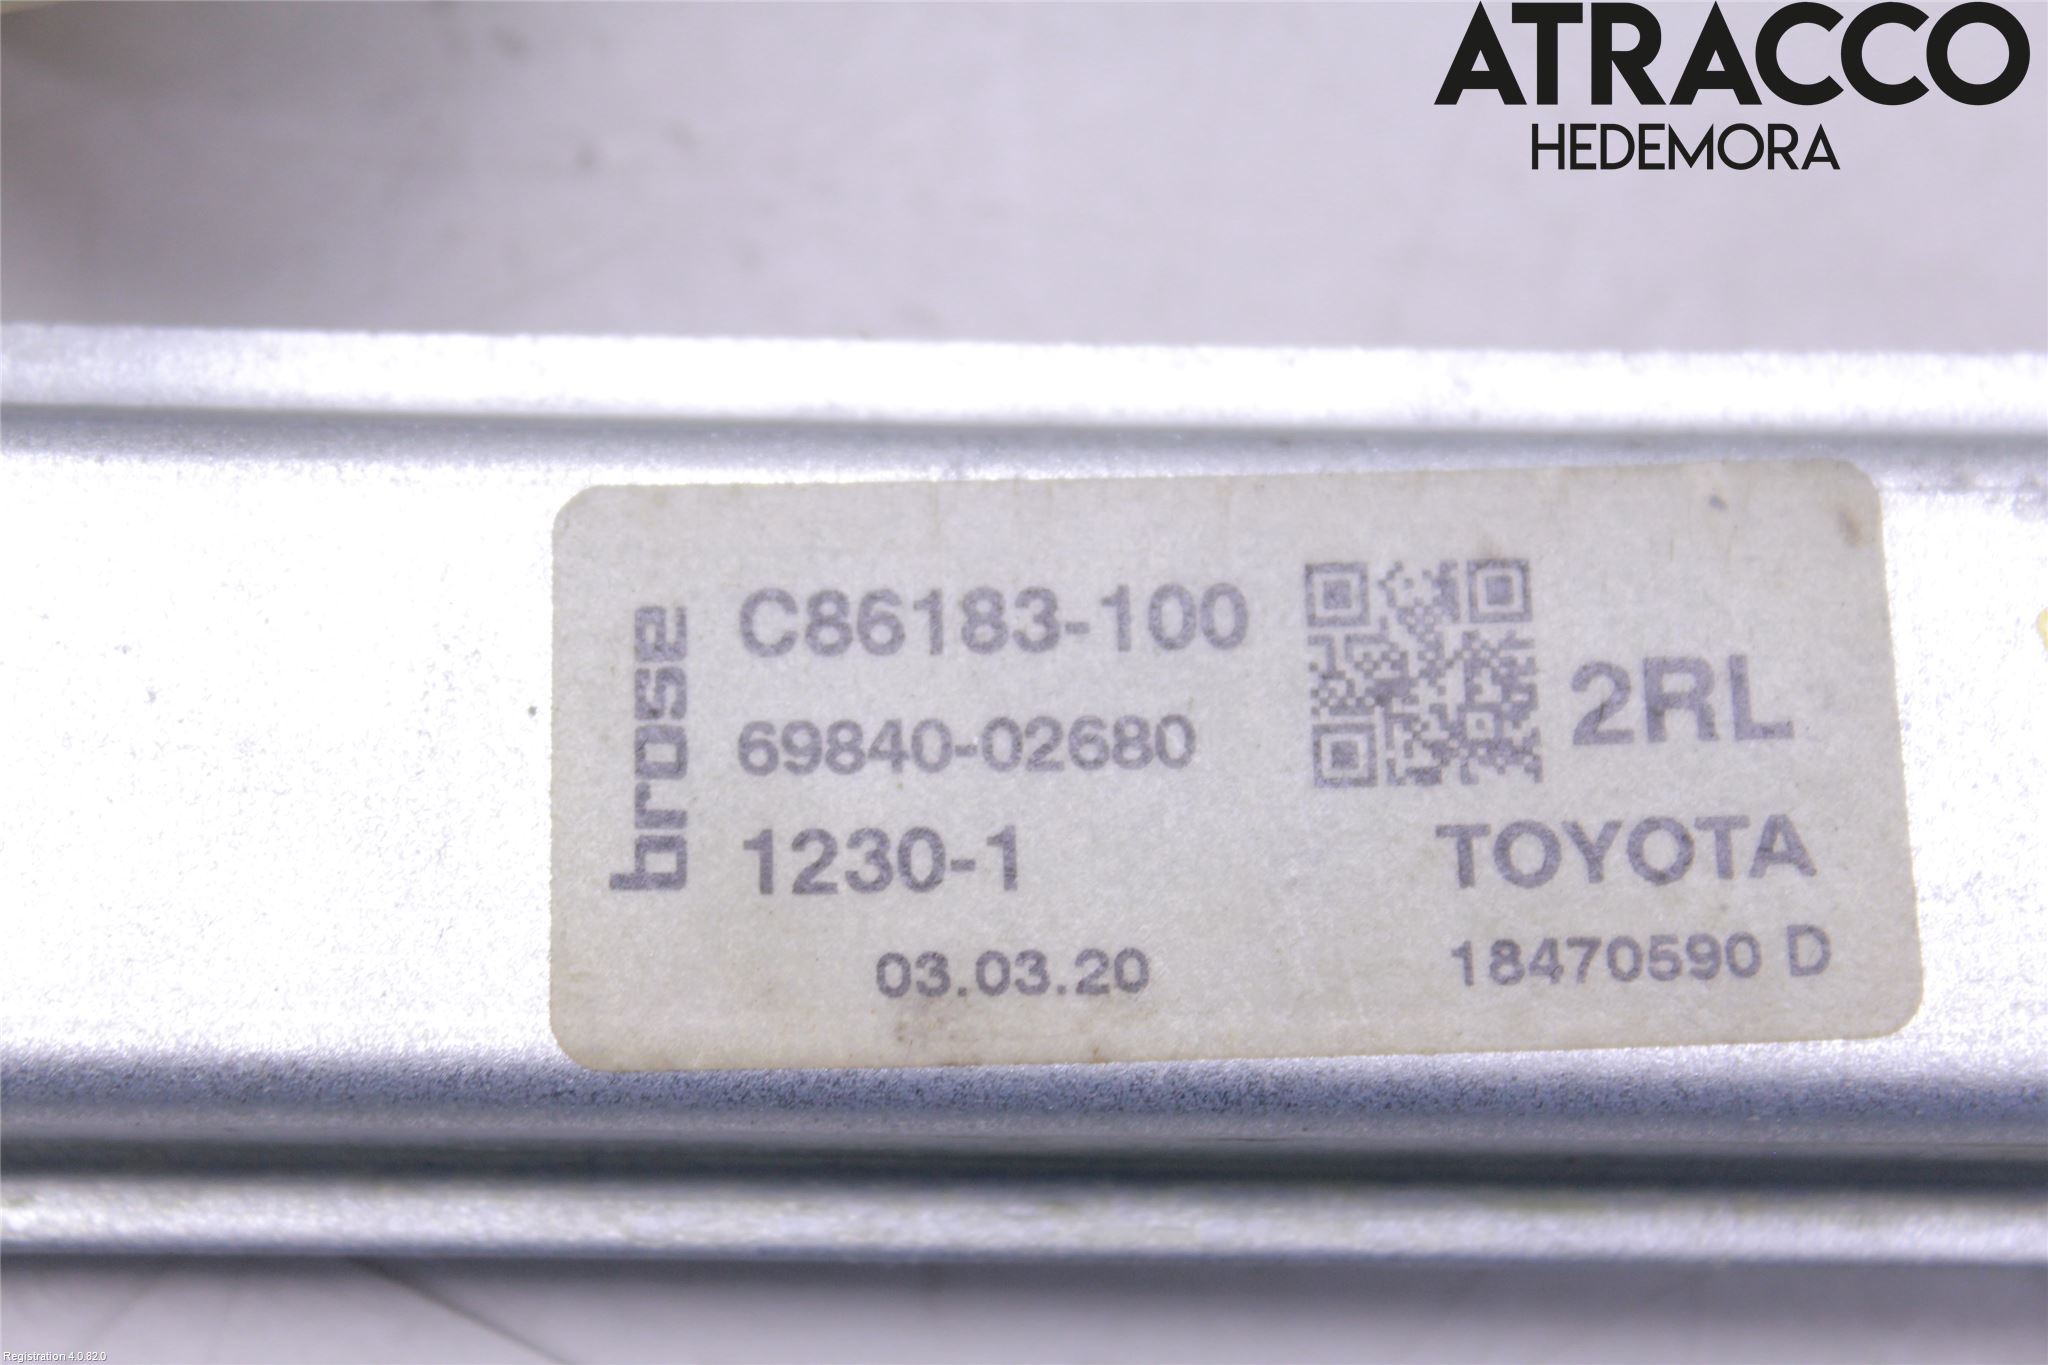 ATRACCO
HEDEMORA
brose
C86183-100
69840-02680
2RL
1230-1
TOYOTA
03.03.20
18470590 D
Registration 4.0.82.0